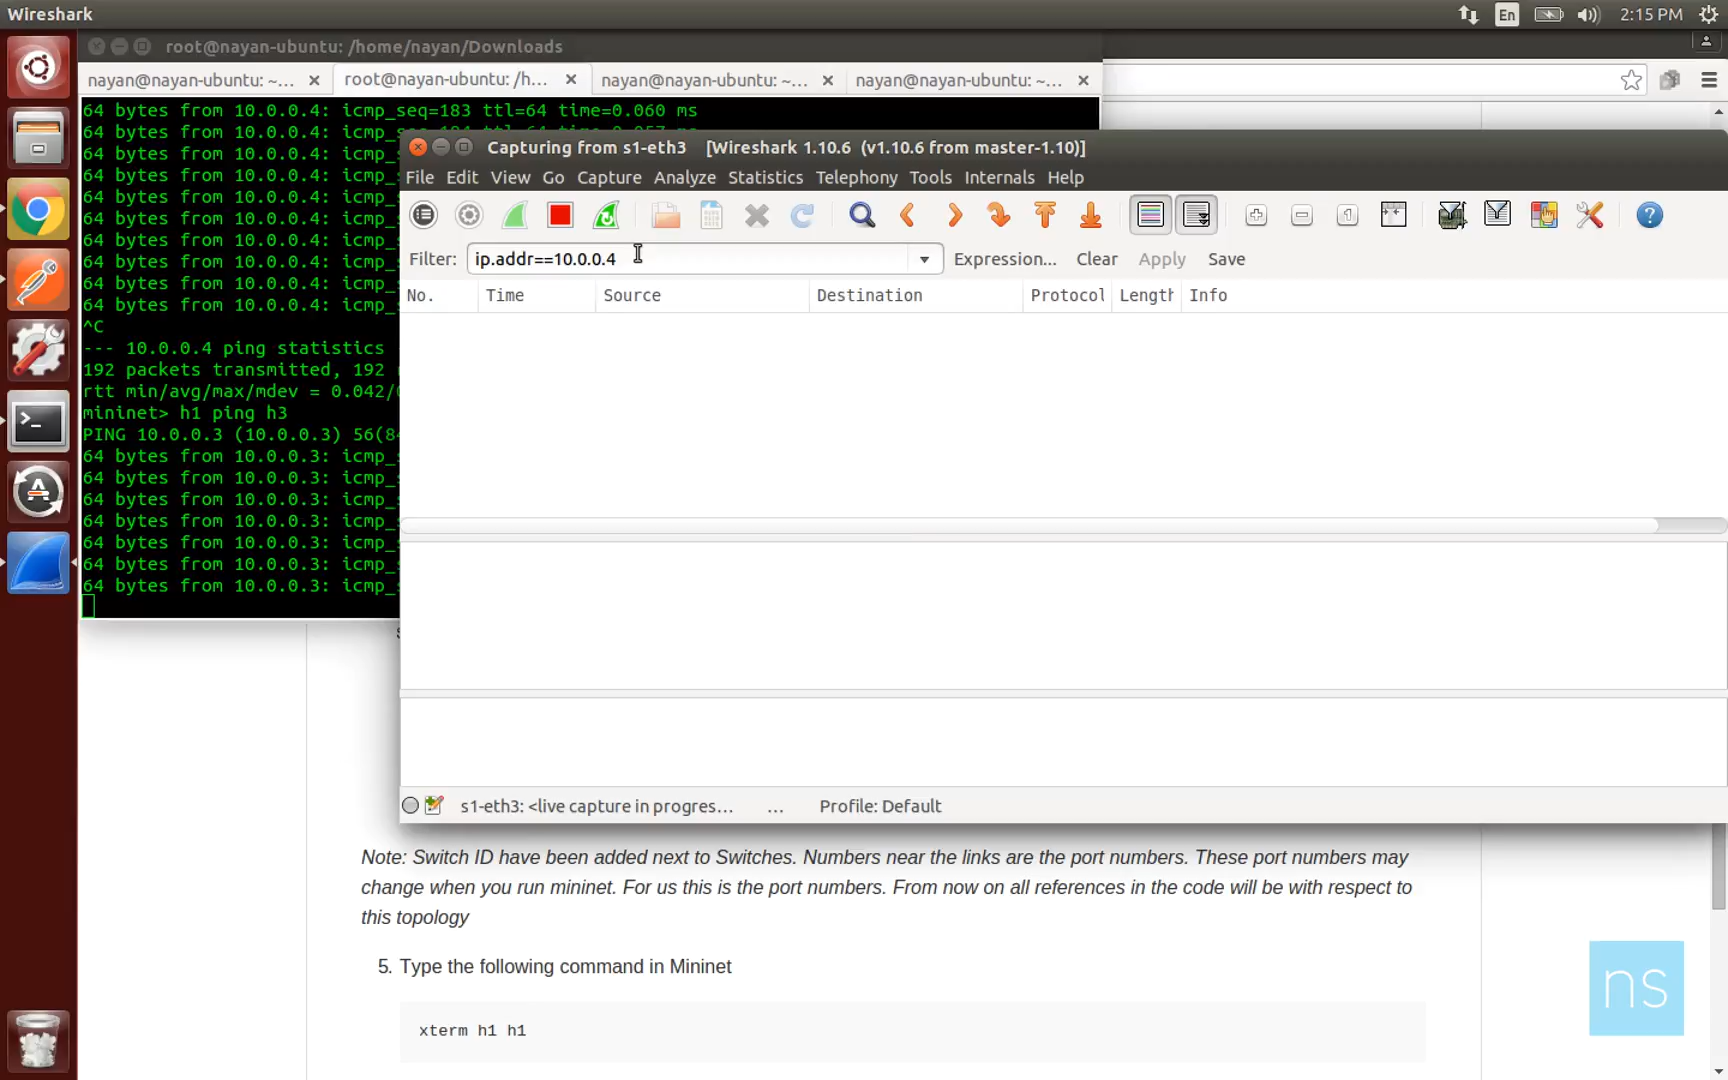 Wireshark
En
2:15 PM
root@nayan-ubuntu: /home/nayan/Downloads
nayan@nayan-ubuntu: ~...
root@nayan-ubuntu: /h...
nayan@nayan-ubuntu: ~...
nayan@nayan-ubuntu: ~...
64 bytes from 10.0.0.4: icmp_seq=183 ttl=64 time=0.060 ms
64 bytes from 10.0.0.4:
64 bytes from 10.0.0.4:
64 bytes from 10.0.0.4:
64 bytes from 10.0.0.4:
64 bytes from 10.0.0.4:
64 bytes from 10.0.0.4:
64 bytes from 10.0.0.4:
64 bytes from 10.0.0.4:
64 bytes from 10.0.0.4:
^C
--- 10.0.0.4 ping statistics
192 packets transmitted, 192
rtt min/avg/max/mdev = 0.042/
mininet> h1 ping h3
PING 10.0.0.3 (10.0.0.3) 56(84
64 bytes from 10.0.0.3: icmp_
64 bytes from 10.0.0.3: icmp_
64 bytes from 10.0.0.3: icmp_
64 bytes from 10.0.0.3: icmp_
64 bytes from 10.0.0.3: icmp_
64 bytes from 10.0.0.3: icmp_
64 bytes from 10.0.0.3: icmp_
Capturing from s1-eth3 [Wireshark 1.10.6 (v1.10.6 from master-1.10)]
File Edit View Go Capture Analyze Statistics Telephony Tools Internals Help
Filter: ip.addr==10.0.0.4 Expression... Clear Apply Save
No. Time Source Destination Protocol Length Info
s1-eth3: <live capture in progres... ... Profile: Default
Note: Switch ID have been added next to Switches. Numbers near the links are the port numbers. These port numbers may
change when you run mininet. For us this is the port numbers. From now on all references in the code will be with respect to
this topology
5. Type the following command in Mininet
xterm h1 h1
ns